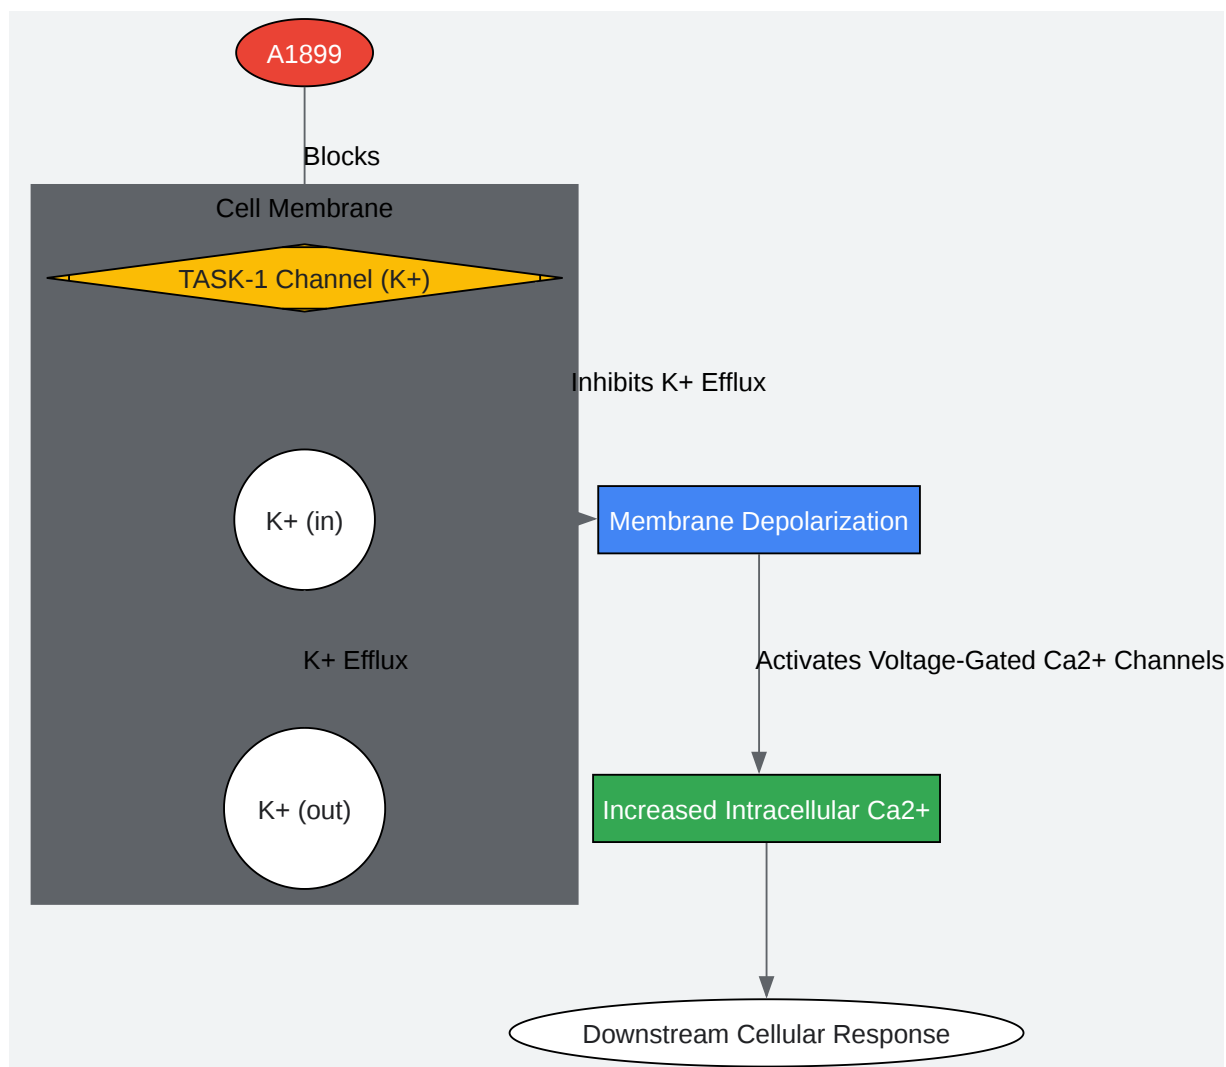 A1899
Blocks
Cell Membrane
TASK-1 Channel (K+)
Inhibits K+ Efflux
K+ (in)
Membrane Depolarization
K+ Efflux
Activates Voltage-Gated Ca2+ Channels
K+ (out)
Increased Intracellular Ca2+
Downstream Cellular Response